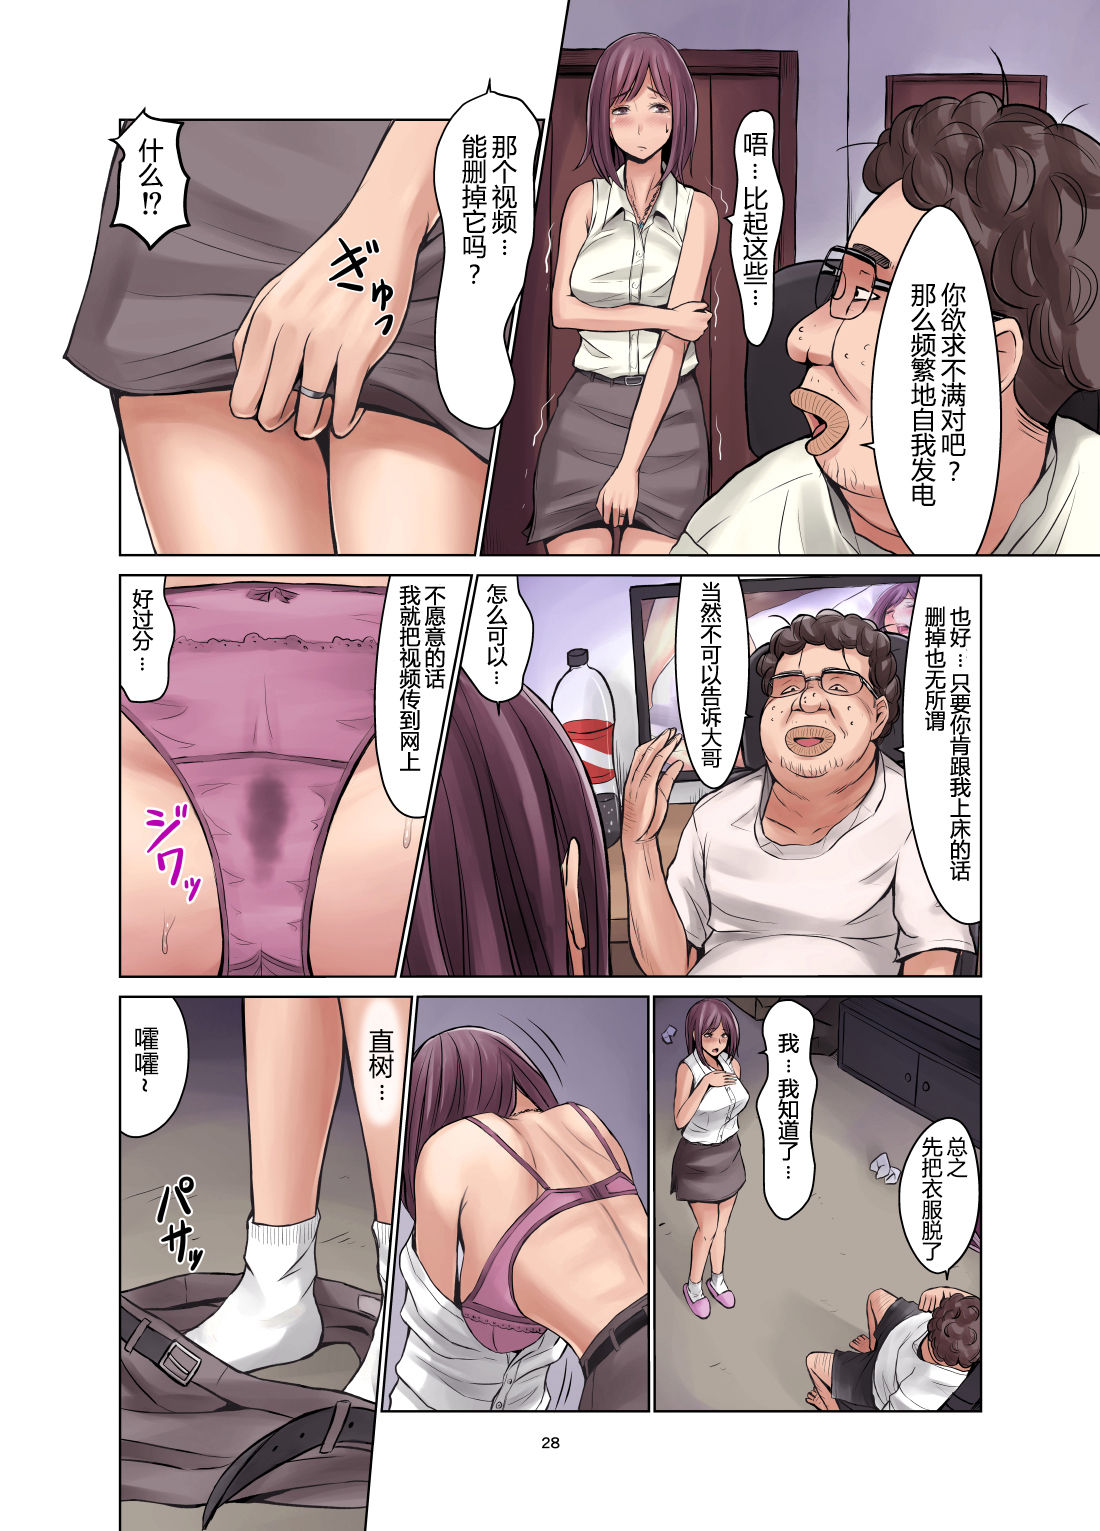 你欲求不满对吧？
那么频繁地自我发电
唔…比起这些…
那个视频…
能删掉它吗？
ぎゅっ
什么!?
也好…只要你肯跟我上床的话
删掉也无所谓
当然不可以告诉大哥
怎么可以…
不愿意的话
我就把视频传到网上
好过分…
ジワッ
总之
先把衣服脱了
我…我知道了…
直树…
パサッ
嚯嚯~
28